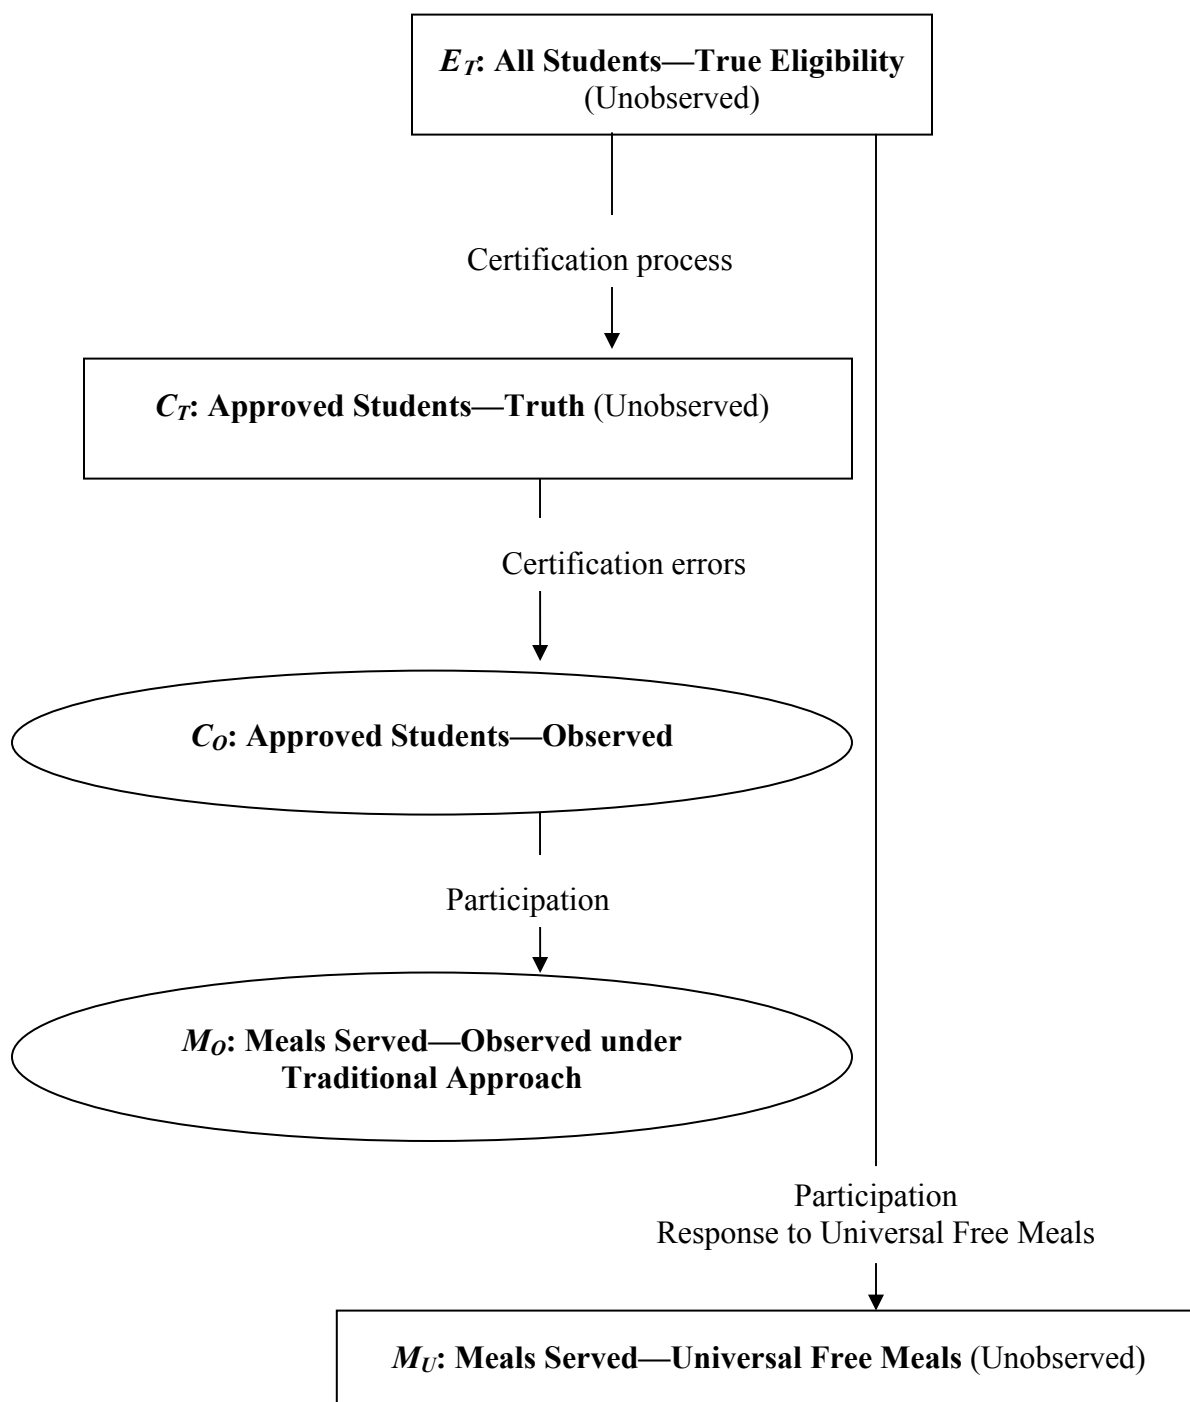 E_T: All Students—True Eligibility
(Unobserved)
Certification process
C_T: Approved Students—Truth (Unobserved)
Certification errors
C_O: Approved Students—Observed
Participation
M_O: Meals Served—Observed under
Traditional Approach
Participation
Response to Universal Free Meals
M_U: Meals Served—Universal Free Meals (Unobserved)